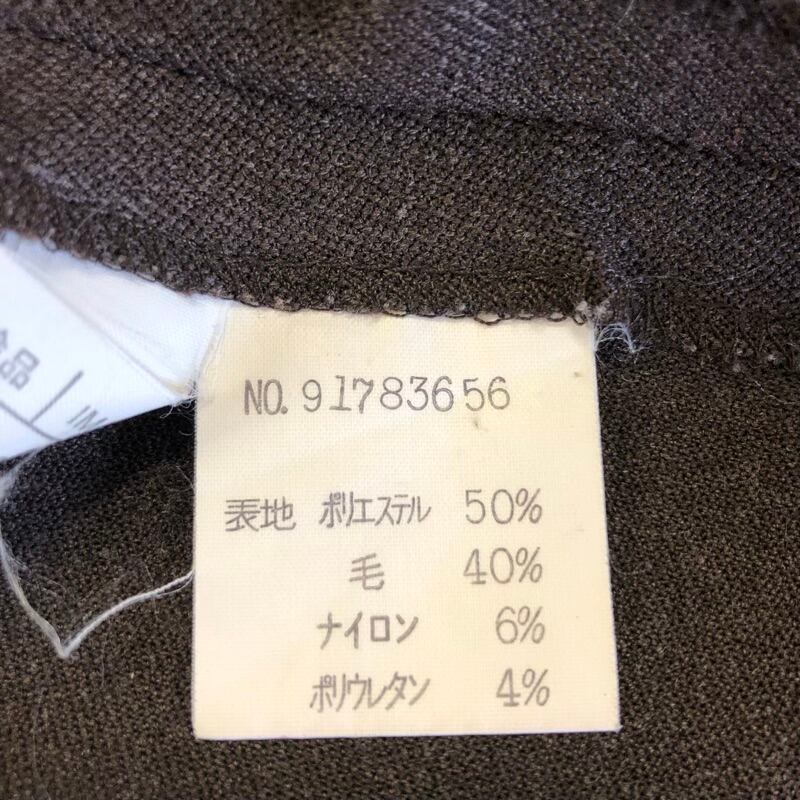 NO. 91783656
表地 ポリエステル 50%
毛 40%
ナイロン 6%
ポリウレタン 4%
品